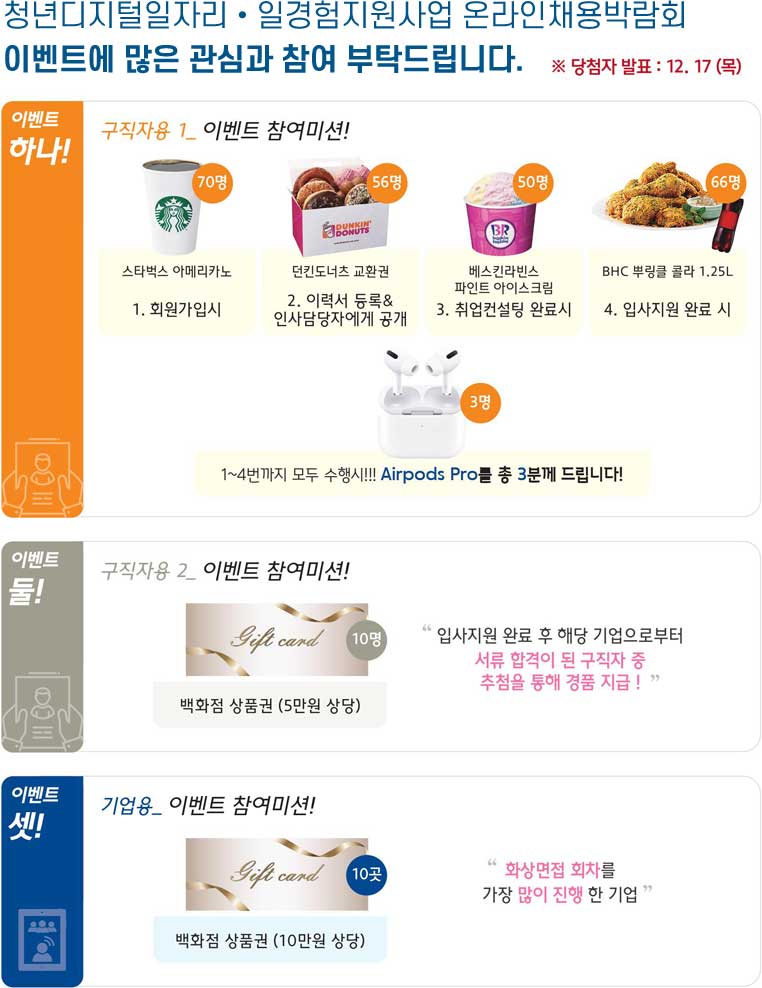 청년디지털일자리 • 일경험지원사업 온라인채용박람회
이벤트에 많은 관심과 참여 부탁드립니다.
※ 당첨자 발표 : 12. 17 (목)
이벤트
하나!
구직자용 1_ 이벤트 참여미션!
70명
56명
50명
66명
DUNKIN'
DONUTS
BR
baskin robbins
스타벅스 아메리카노
1. 회원가입시
던킨도너츠 교환권
2. 이력서 등록&
인사담당자에게 공개
베스킨라빈스
파인트 아이스크림
3. 취업컨설팅 완료시
BHC 뿌링클 콜라 1.25L
4. 입사지원 완료 시
3명
1~4번까지 모두 수행시!!! Airpods Pro를 총 3분께 드립니다!
이벤트
둘!
구직자용 2_ 이벤트 참여미션!
Gift card
10명
백화점 상품권 (5만원 상당)
“ 입사지원 완료 후 해당 기업으로부터
서류 합격이 된 구직자 중
추첨을 통해 경품 지급 ! ”
이벤트
셋!
기업용_ 이벤트 참여미션!
Gift card
10곳
백화점 상품권 (10만원 상당)
“ 화상면접 회차를
가장 많이 진행 한 기업 ”